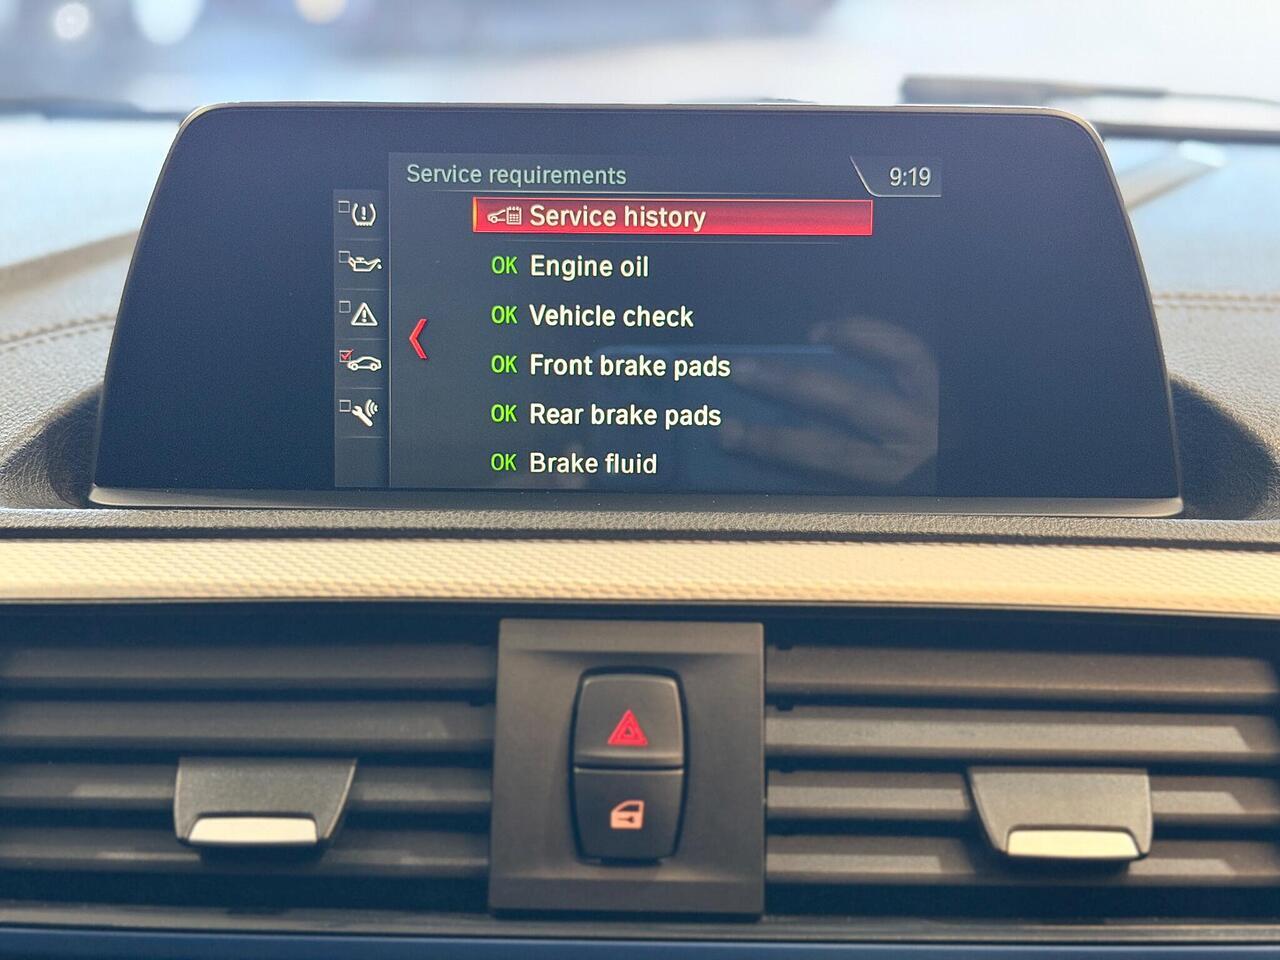 Service requirements
9:19
Service history
OK Engine oil
OK Vehicle check
OK Front brake pads
OK Rear brake pads
OK Brake fluid